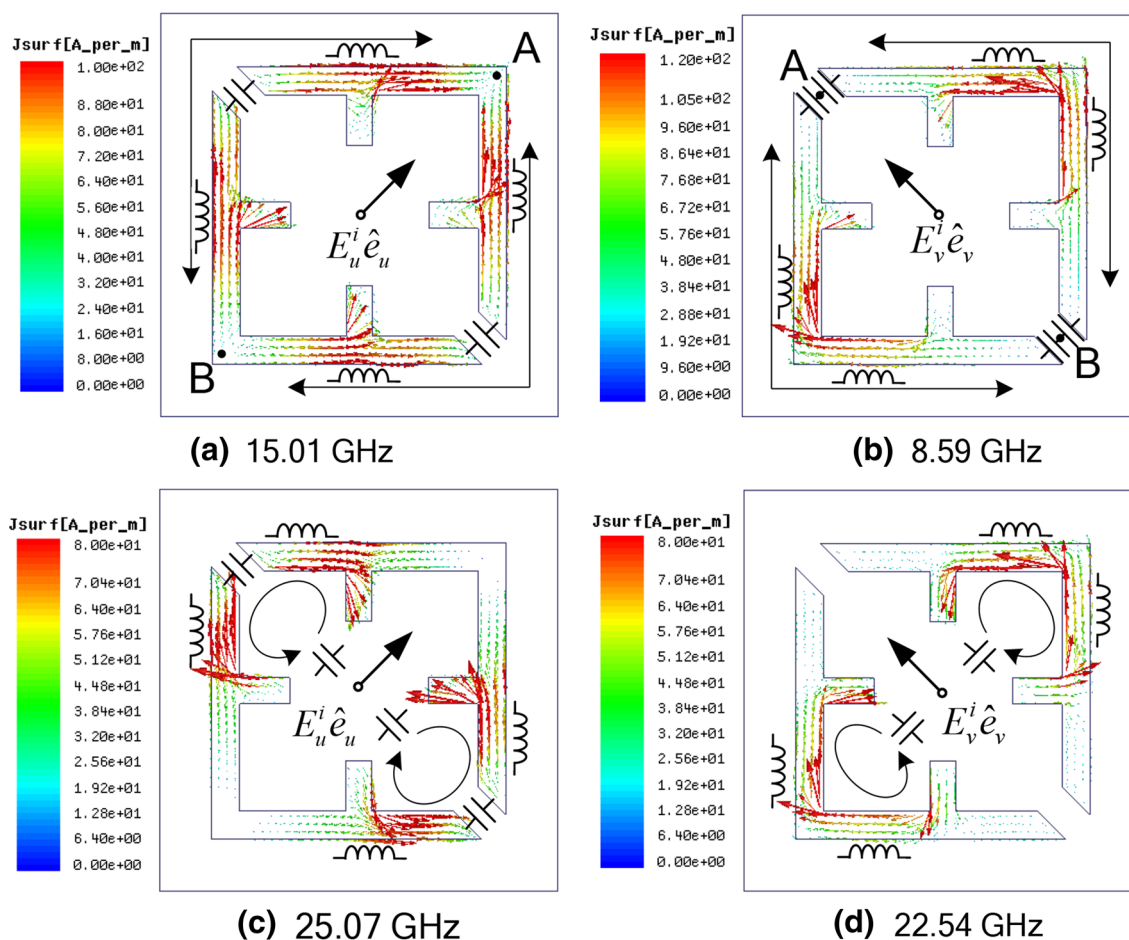 Jsurf[A_per_m]
1.00e+02
8.80e+01
8.00e+01
7.20e+01
6.40e+01
5.60e+01
4.80e+01
4.00e+01
3.20e+01
2.40e+01
1.60e+01
8.00e+00
0.00e+00
A
B
E_u^i ê_u
(a) 15.01 GHz
Jsurf[A_per_m]
1.20e+02
1.05e+02
9.60e+01
8.64e+01
7.68e+01
6.72e+01
5.76e+01
4.80e+01
3.84e+01
2.88e+01
1.92e+01
9.60e+00
0.00e+00
A
B
E_v^i ê_v
(b) 8.59 GHz
Jsurf[A_per_m]
8.00e+01
7.04e+01
6.40e+01
5.76e+01
5.12e+01
4.48e+01
3.84e+01
3.20e+01
2.56e+01
1.92e+01
1.28e+01
6.40e+00
0.00e+00
E_u^i ê_u
(c) 25.07 GHz
Jsurf[A_per_m]
8.00e+01
7.04e+01
6.40e+01
5.76e+01
5.12e+01
4.48e+01
3.84e+01
3.20e+01
2.56e+01
1.92e+01
1.28e+01
6.40e+00
0.00e+00
E_v^i ê_v
(d) 22.54 GHz